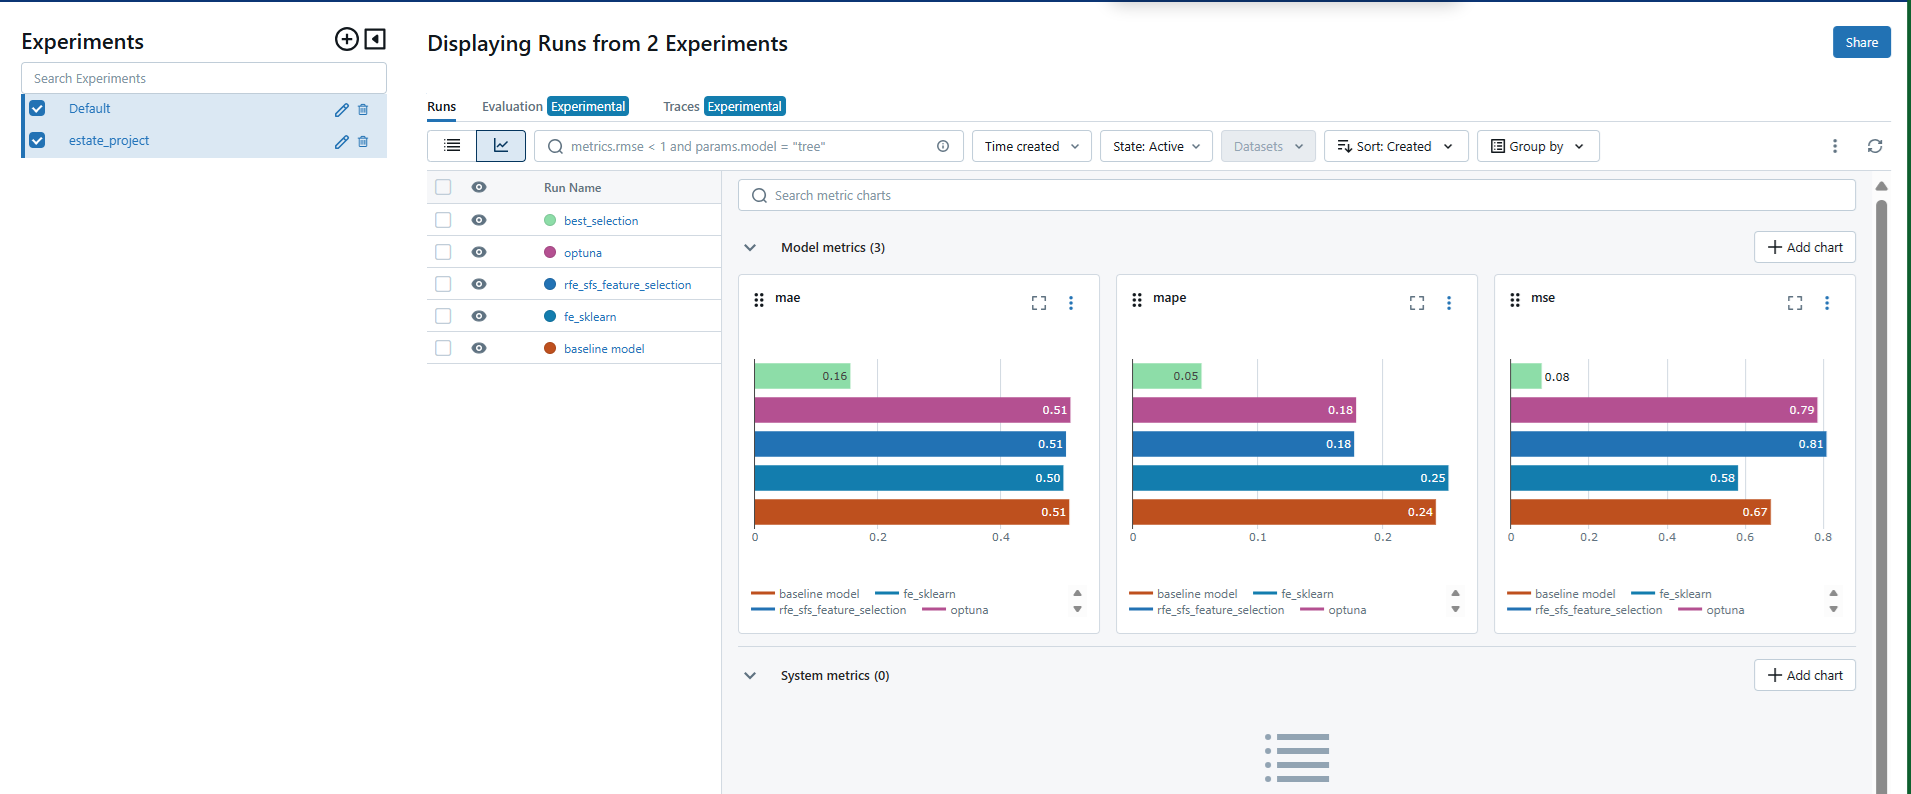 Experiments
Search Experiments
Default
estate_project
Displaying Runs from 2 Experiments
Share
Runs
Evaluation Experimental
Traces Experimental
metrics.rmse < 1 and params.model = "tree"
Time created
State: Active
Datasets
Sort: Created
Group by
Run Name
best_selection
optuna
rfe_sfs_feature_selection
fe_sklearn
baseline model
Search metric charts
Model metrics (3)
Add chart
mae
0.16
0.51
0.51
0.50
0.51
0 0.2 0.4
baseline model fe_sklearn
rfe_sfs_feature_selection optuna
mape
0.05
0.18
0.18
0.25
0.24
0 0.1 0.2
baseline model fe_sklearn
rfe_sfs_feature_selection optuna
mse
0.08
0.79
0.81
0.58
0.67
0 0.2 0.4 0.6 0.8
baseline model fe_sklearn
rfe_sfs_feature_selection optuna
System metrics (0)
Add chart